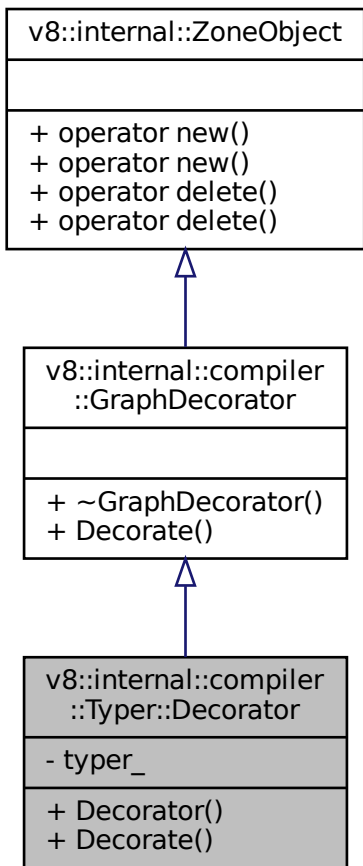 v8::internal::ZoneObject
+ operator new()
+ operator new()
+ operator delete()
+ operator delete()
v8::internal::compiler
::GraphDecorator
+ ~GraphDecorator()
+ Decorate()
v8::internal::compiler
::Typer::Decorator
- typer_
+ Decorator()
+ Decorate()